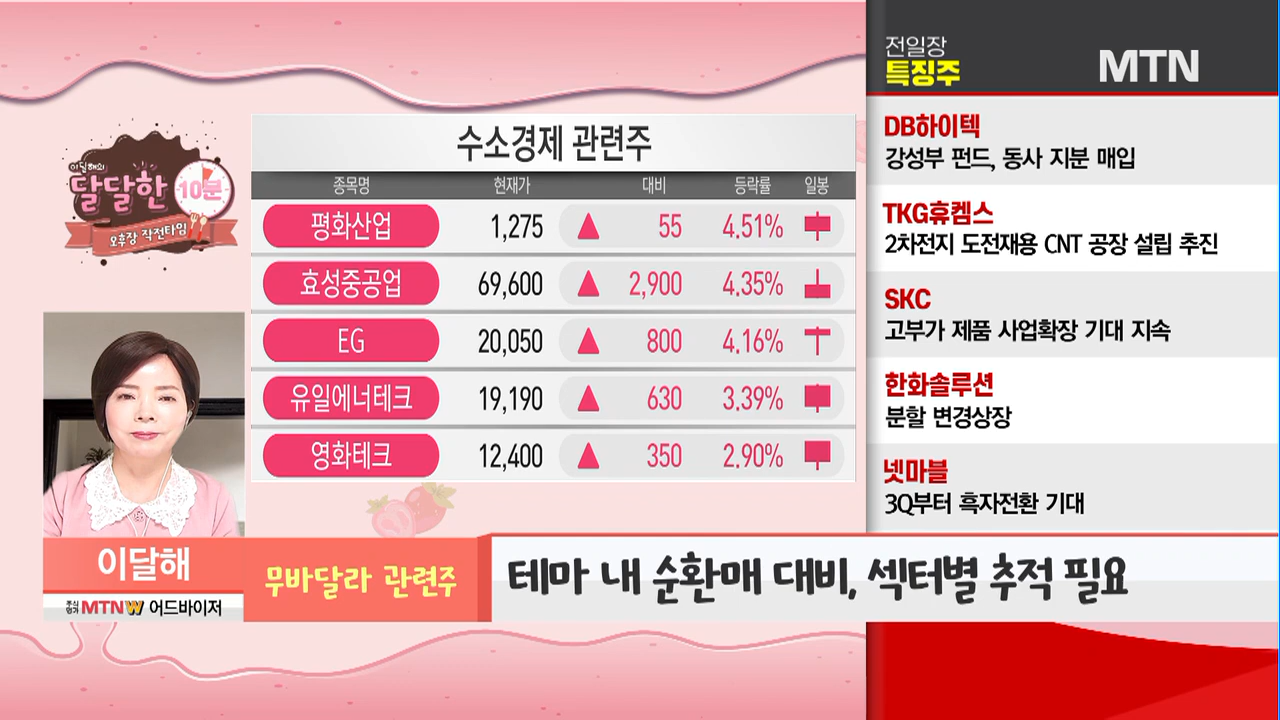 이달해의
달달한 10분
오후장 작전타임
수소경제 관련주
종목명 현재가 대비 등락률 일봉
평화산업 1,275 ▲ 55 4.51%
효성중공업 69,600 ▲ 2,900 4.35%
EG 20,050 ▲ 800 4.16%
유일에너테크 19,190 ▲ 630 3.39%
영화테크 12,400 ▲ 350 2.90%
이달해
주식 평가 MTNW 어드바이저
무바달라 관련주
테마 내 순환매 대비, 섹터별 추적 필요
전일장
특징주
MTN
DB하이텍
강성부 펀드, 동사 지분 매입
TKG휴켐스
2차전지 도전재용 CNT 공장 설립 추진
SKC
고부가 제품 사업확장 기대 지속
한화솔루션
분할 변경상장
넷마블
3Q부터 흑자전환 기대